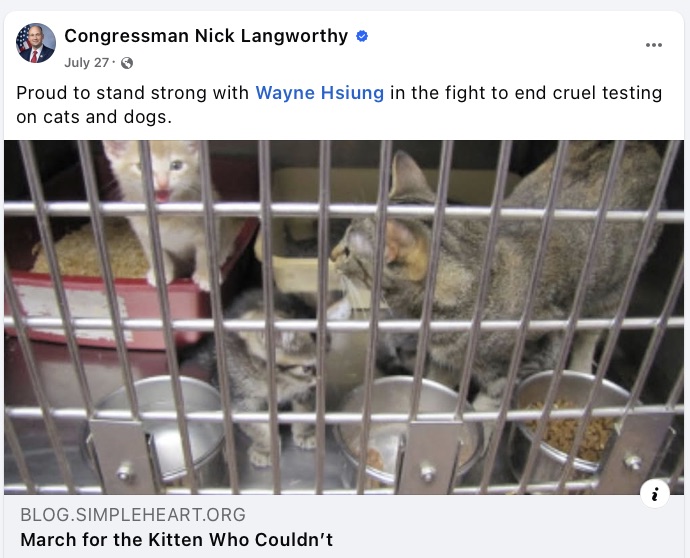 Congressman Nick Langworthy
July 27 ·
Proud to stand strong with Wayne Hsiung in the fight to end cruel testing
on cats and dogs.
BLOG.SIMPLEHEART.ORG
March for the Kitten Who Couldn't